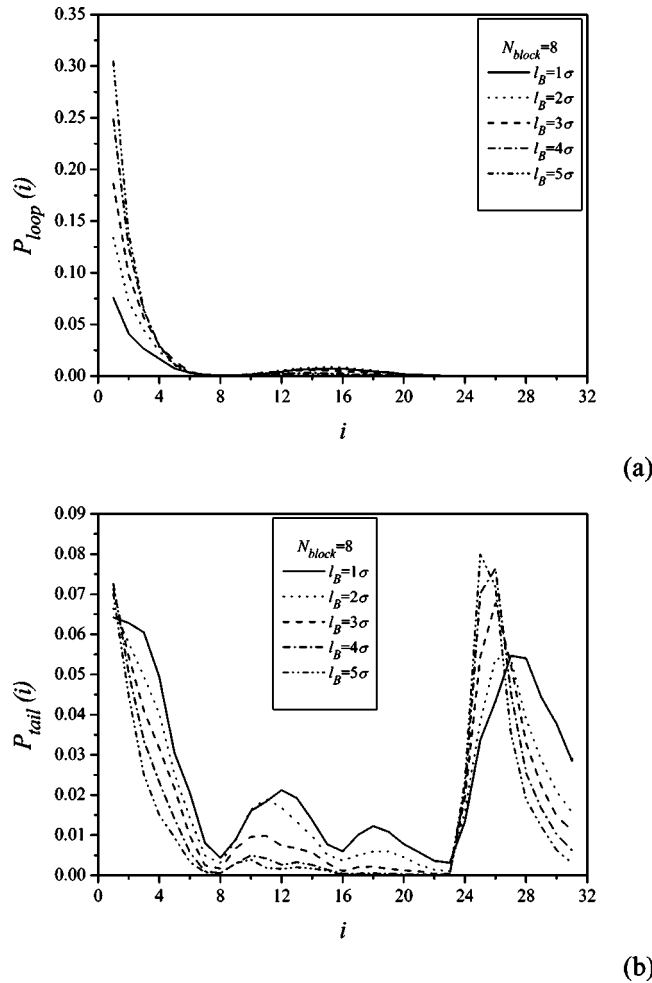 0.35
0.30
0.25
0.20
0.15
0.10
0.05
0.00
P_loop (i)
N_block=8
l_B=1σ
l_B=2σ
l_B=3σ
l_B=4σ
l_B=5σ
0 4 8 12 16 20 24 28 32
i
(a)
0.09
0.08
0.07
0.06
0.05
0.04
0.03
0.02
0.01
0.00
P_tail (i)
N_block=8
l_B=1σ
l_B=2σ
l_B=3σ
l_B=4σ
l_B=5σ
0 4 8 12 16 20 24 28 32
i
(b)